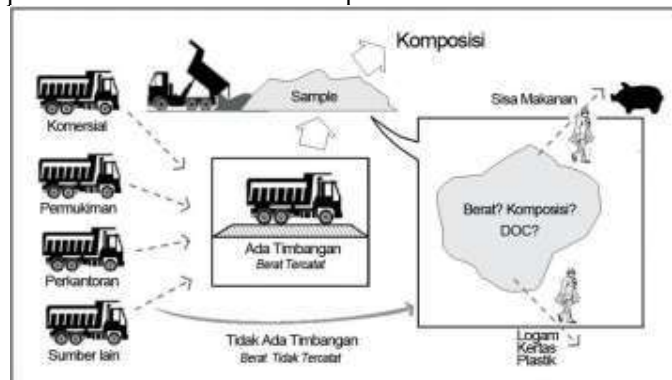 Komposisi
Sample
Sisa Makanan
Komersial
Permukiman
Perkantoran
Sumber lain
Ada Timbangan
Berat Tercatat
Tidak Ada Timbangan
Berat Tidak Tercatat
Berat? Komposisi?
DOC?
Logam
Kertas
Plastik